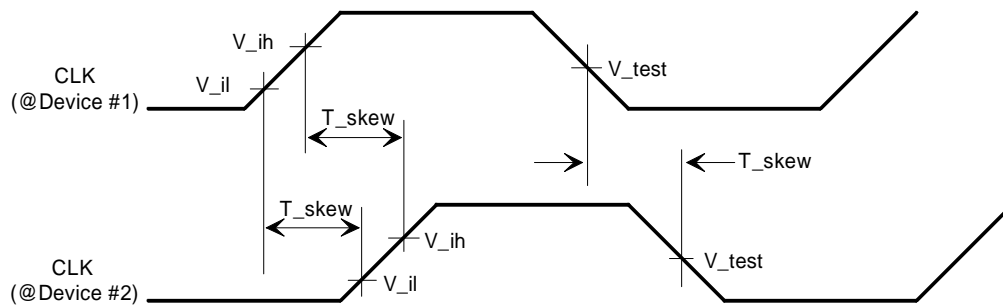 V_ih
V_test
CLK
(@Device #1)
V_il
T_skew
T_skew
T_skew
V_ih
V_test
CLK
(@Device #2)
V_il